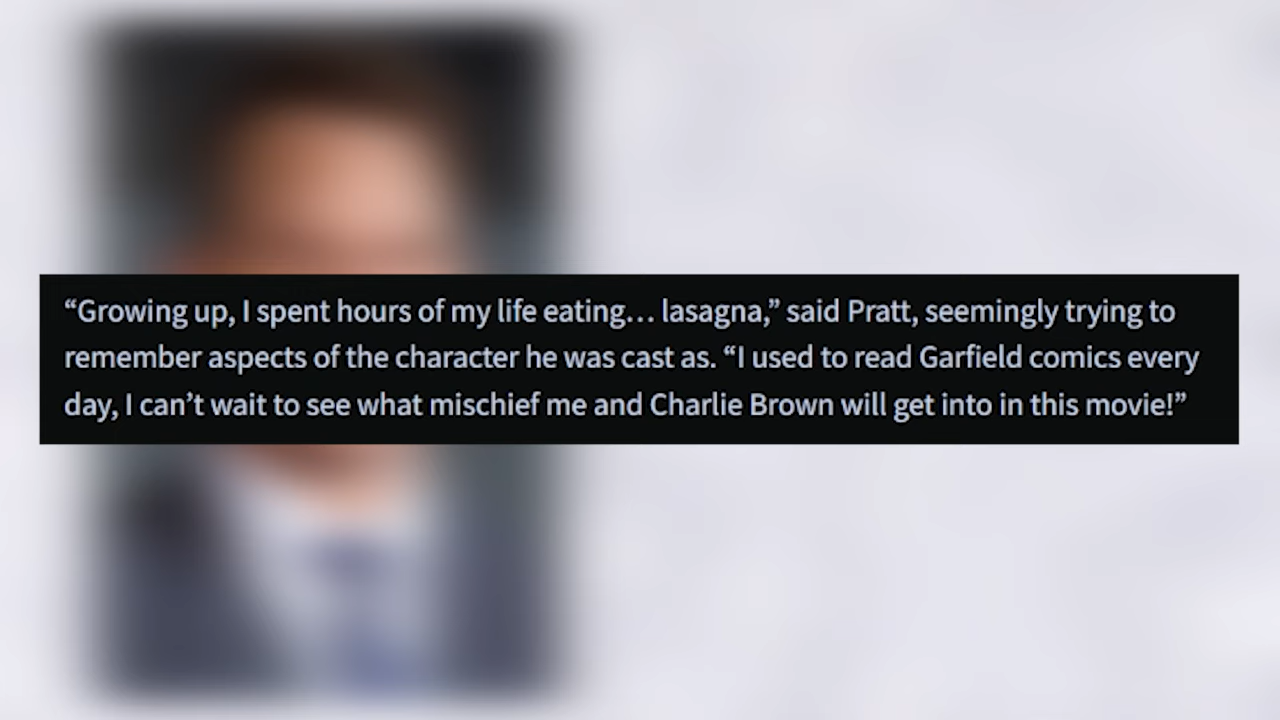 “Growing up, I spent hours of my life eating… lasagna,” said Pratt, seemingly trying to
remember aspects of the character he was cast as. “I used to read Garfield comics every
day, I can’t wait to see what mischief me and Charlie Brown will get into in this movie!”